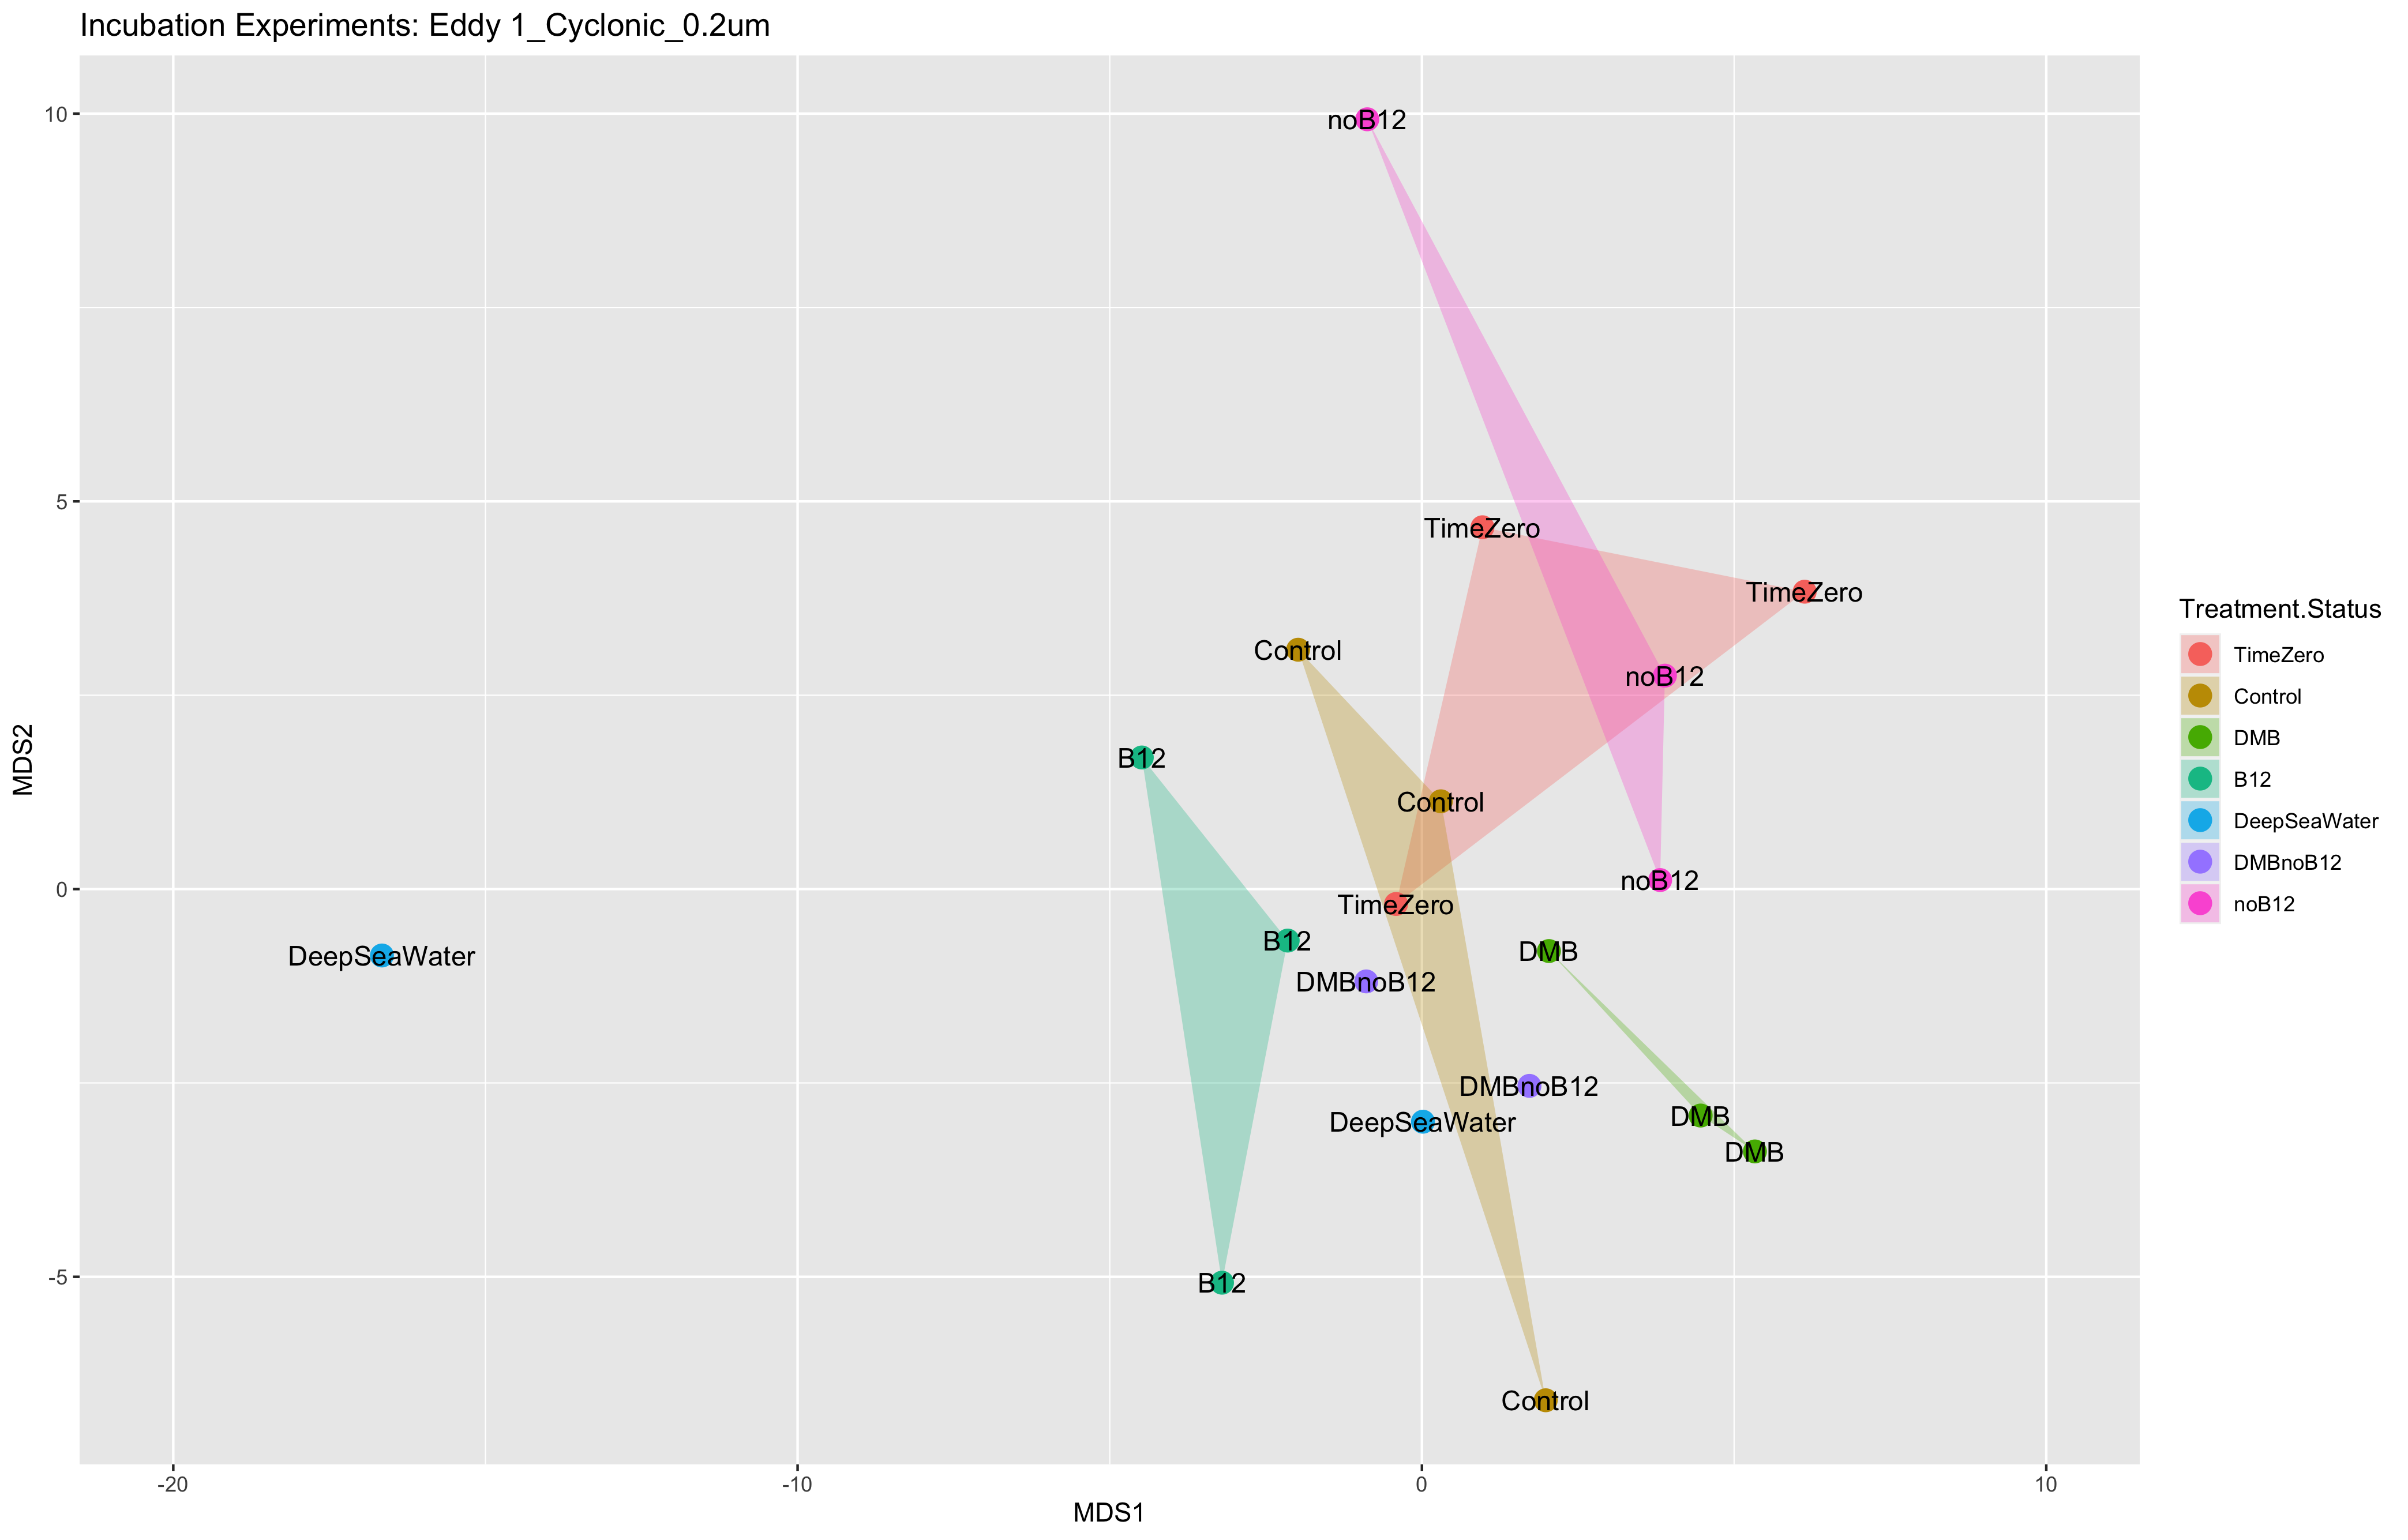 Incubation Experiments: Eddy 1_Cyclonic_0.2um
10
5
0
-5
MDS2
-20
-10
0
10
MDS1
noB12
TimeZero
TimeZero
Control
noB12
B12
Control
noB12
TimeZero
B12
DMB
DeepSeaWater
DMBnoB12
DMBnoB12
DMB
DeepSeaWater
DMB
B12
Control
Treatment.Status
TimeZero
Control
DMB
B12
DeepSeaWater
DMBnoB12
noB12